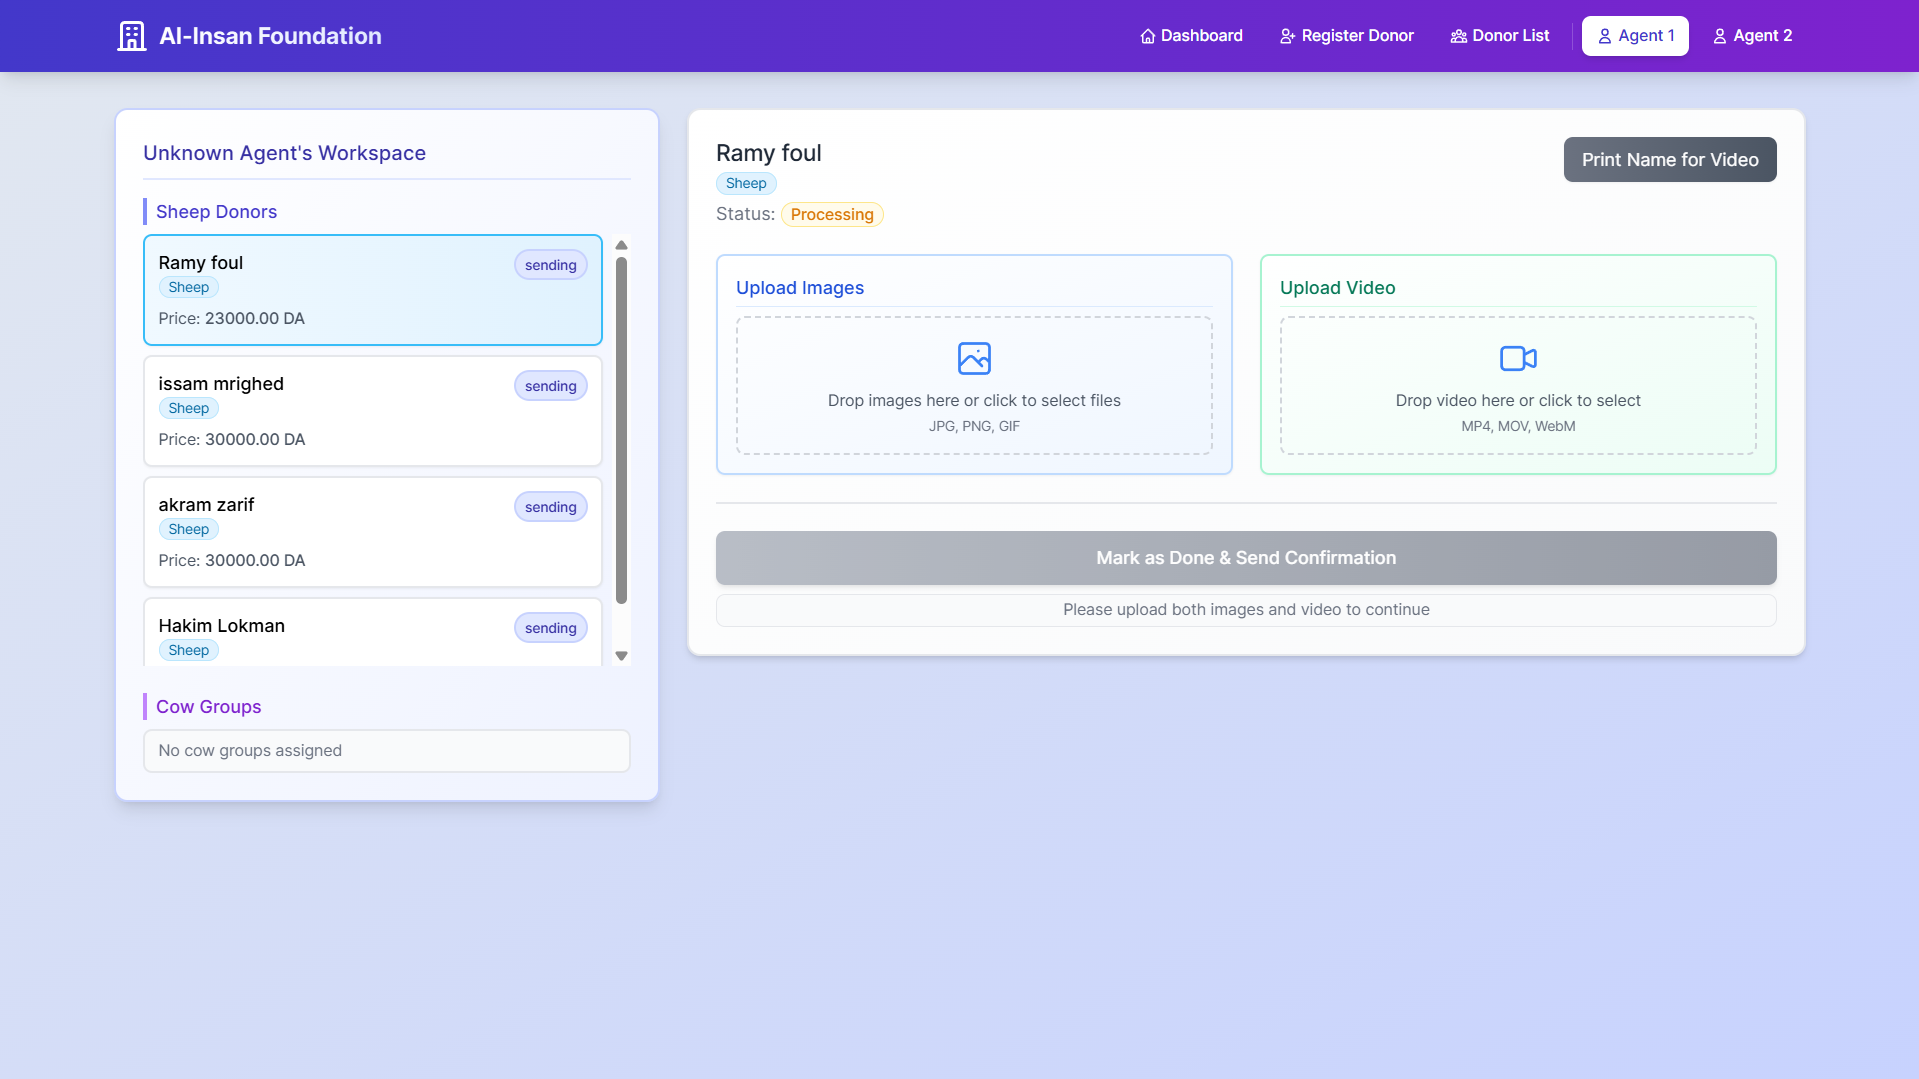 Al-Insan Foundation
Dashboard
Register Donor
Donor List
Agent 1
Agent 2
Unknown Agent's Workspace
Sheep Donors
Ramy foul
sending
Sheep
Price: 23000.00 DA
issam mrighed
sending
Sheep
Price: 30000.00 DA
akram zarif
sending
Sheep
Price: 30000.00 DA
Hakim Lokman
sending
Sheep
Cow Groups
No cow groups assigned
Ramy foul
Sheep
Status: Processing
Print Name for Video
Upload Images
Drop images here or click to select files
JPG, PNG, GIF
Upload Video
Drop video here or click to select
MP4, MOV, WebM
Mark as Done & Send Confirmation
Please upload both images and video to continue